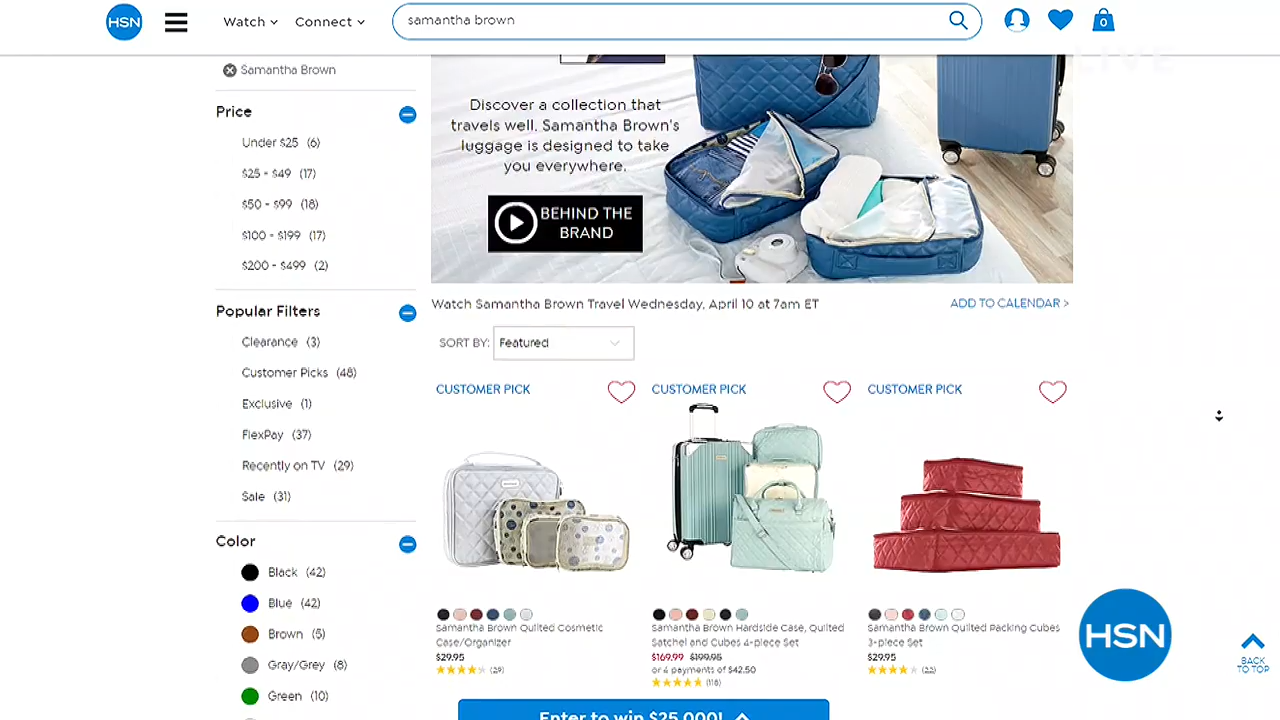 HSN
Watch
Connect
samantha brown
0
LIVE
Samantha Brown
Price
Under $25 (6)
$25 - $49 (17)
$50 - $99 (18)
$100 - $199 (17)
$200 - $499 (2)
Popular Filters
Clearance (3)
Customer Picks (48)
Exclusive (1)
FlexPay (37)
Recently on TV (29)
Sale (31)
Color
Black (42)
Blue (42)
Brown (5)
Gray/Grey (8)
Green (10)
Discover a collection that
travels well. Samantha Brown's
luggage is designed to take
you everywhere.
BEHIND THE
BRAND
Watch Samantha Brown Travel Wednesday, April 10 at 7am ET
ADD TO CALENDAR >
SORT BY: Featured
CUSTOMER PICK
Samantha Brown Quilted Cosmetic
Case/Organizer
$29.95
(29)
CUSTOMER PICK
Samantha Brown Hardside Case, Quilted
Satchel and Cubes 4-piece Set
$169.99 $199.95
or 4 payments of $42.50
(118)
CUSTOMER PICK
Samantha Brown Quilted Packing Cubes
3-piece Set
$29.95
(22)
HSN
BACK
TO TOP
Enter to win $25,000!